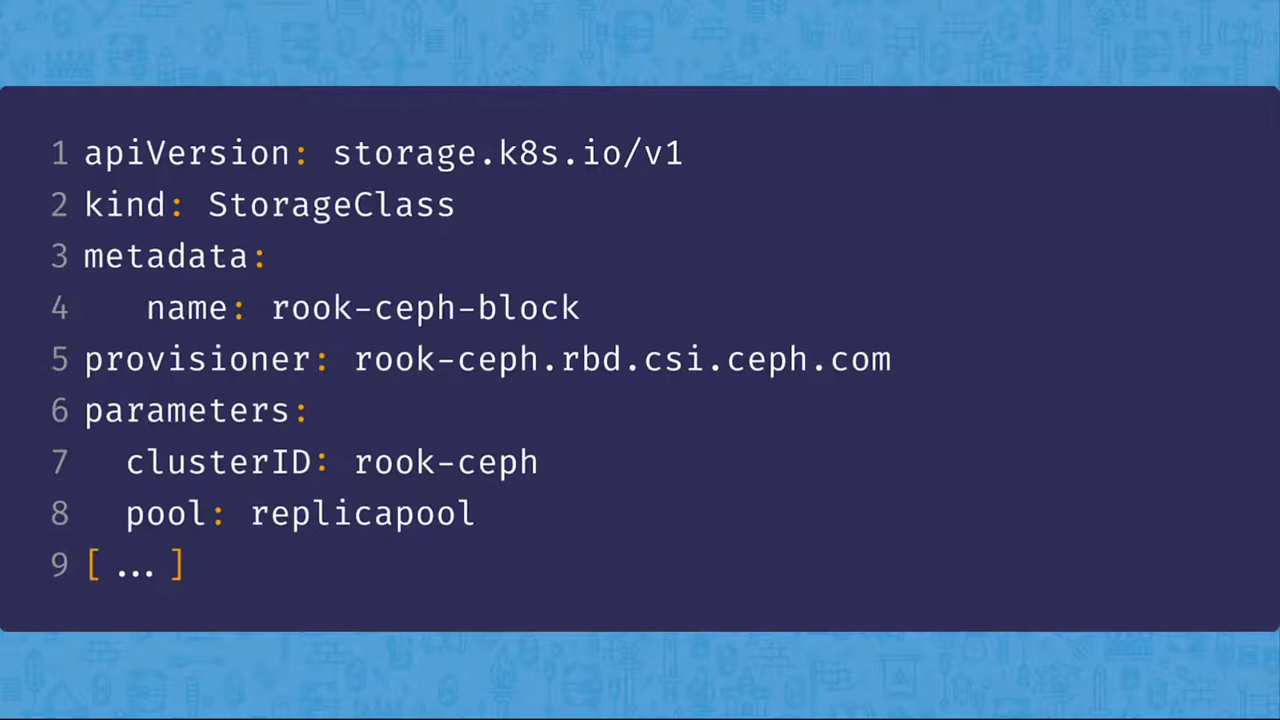 1 apiVersion: storage.k8s.io/v1
2 kind: StorageClass
3 metadata:
4    name: rook-ceph-block
5 provisioner: rook-ceph.rbd.csi.ceph.com
6 parameters:
7   clusterID: rook-ceph
8   pool: replicapool
9 [ ... ]